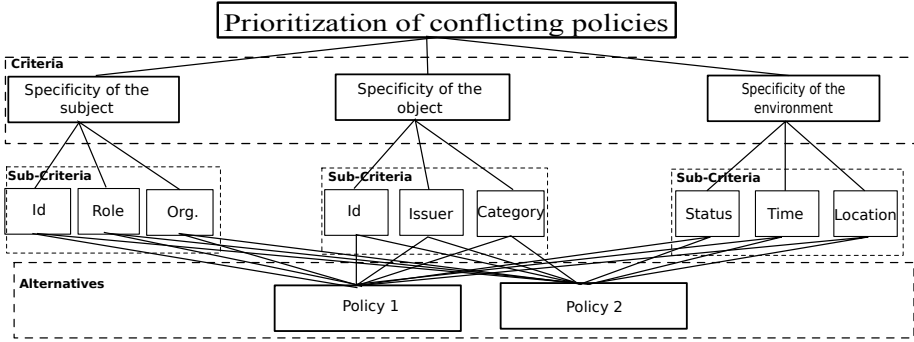 Prioritization of conflicting policies
Criteria
Specificity of the
subject
Specificity of the
object
Specificity of the
environment
Sub-Criteria
Id
Role
Org.
Sub-Criteria
Id
Issuer
Category
Sub-Criteria
Status
Time
Location
Alternatives
Policy 1
Policy 2